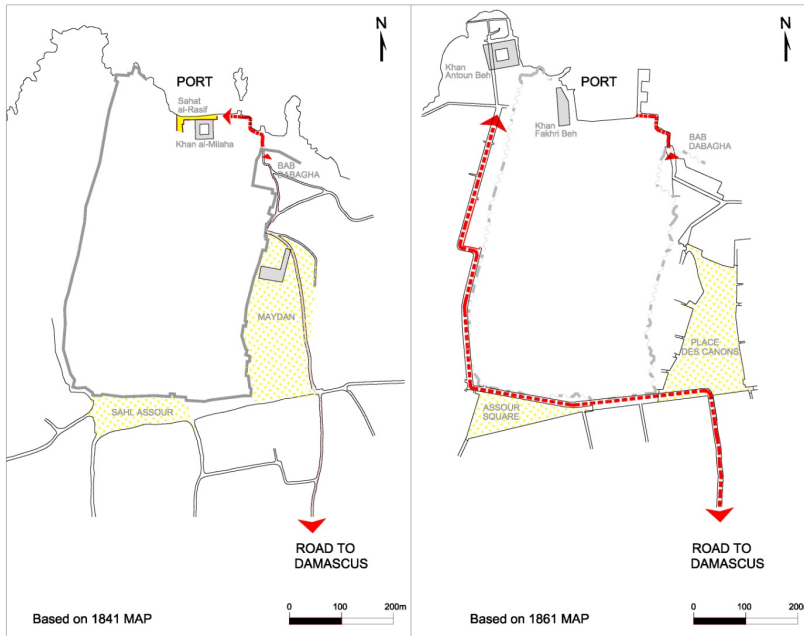 N
PORT
Sahat
al-Rasif
Khan al-Milaha
BAB
DABAGHA
MAYDAN
SAHL ASSOUR
ROAD TO
DAMASCUS
Based on 1841 MAP
0 100 200m
N
Khan
Antoun Beh
PORT
Khan
Fakhri Beh
BAB
DABAGHA
PLACE
DES CANONS
ASSOUR
SQUARE
ROAD TO
DAMASCUS
Based on 1861 MAP
0 100 200m